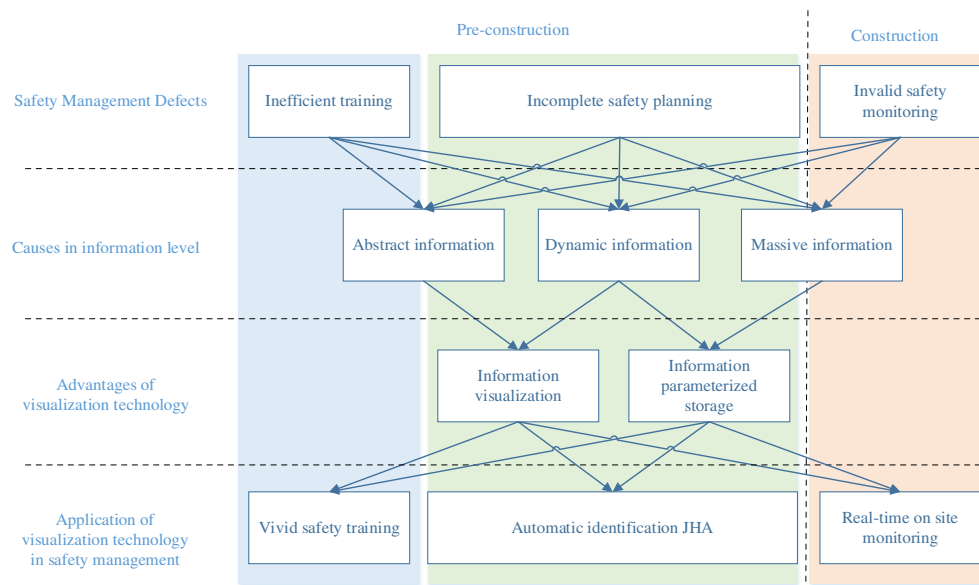 Pre-construction
Construction
Safety Management Defects
Inefficient training
Incomplete safety planning
Invalid safety
monitoring
Causes in information level
Abstract information
Dynamic information
Massive information
Advantages of
visualization technology
Information
visualization
Information
parameterized
storage
Application of
visualization technology
in safety management
Vivid safety training
Automatic identification JHA
Real-time on site
monitoring